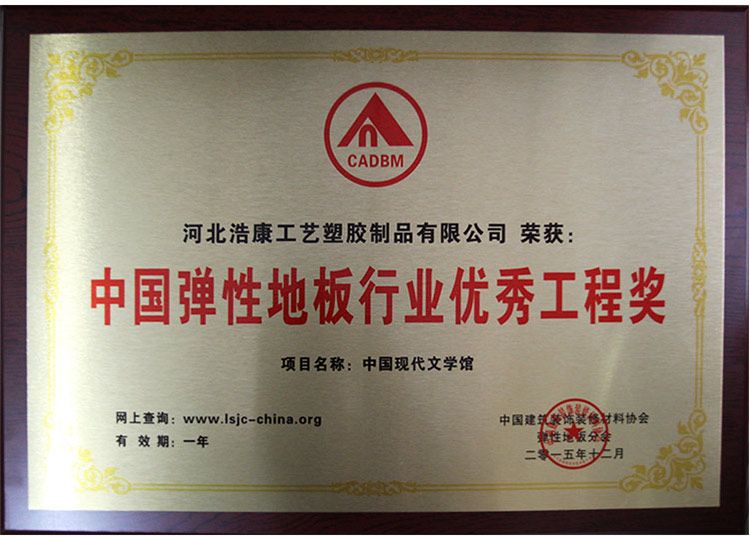 CADBM
河北浩康工艺塑胶制品有限公司 荣获：
中国弹性地板行业优秀工程奖
项目名称：中国现代文学馆
网上查询：www.lsjc-china.org
有 效 期：一年
中国建筑装饰装修材料协会
弹性地板分会
二零一五年十二月